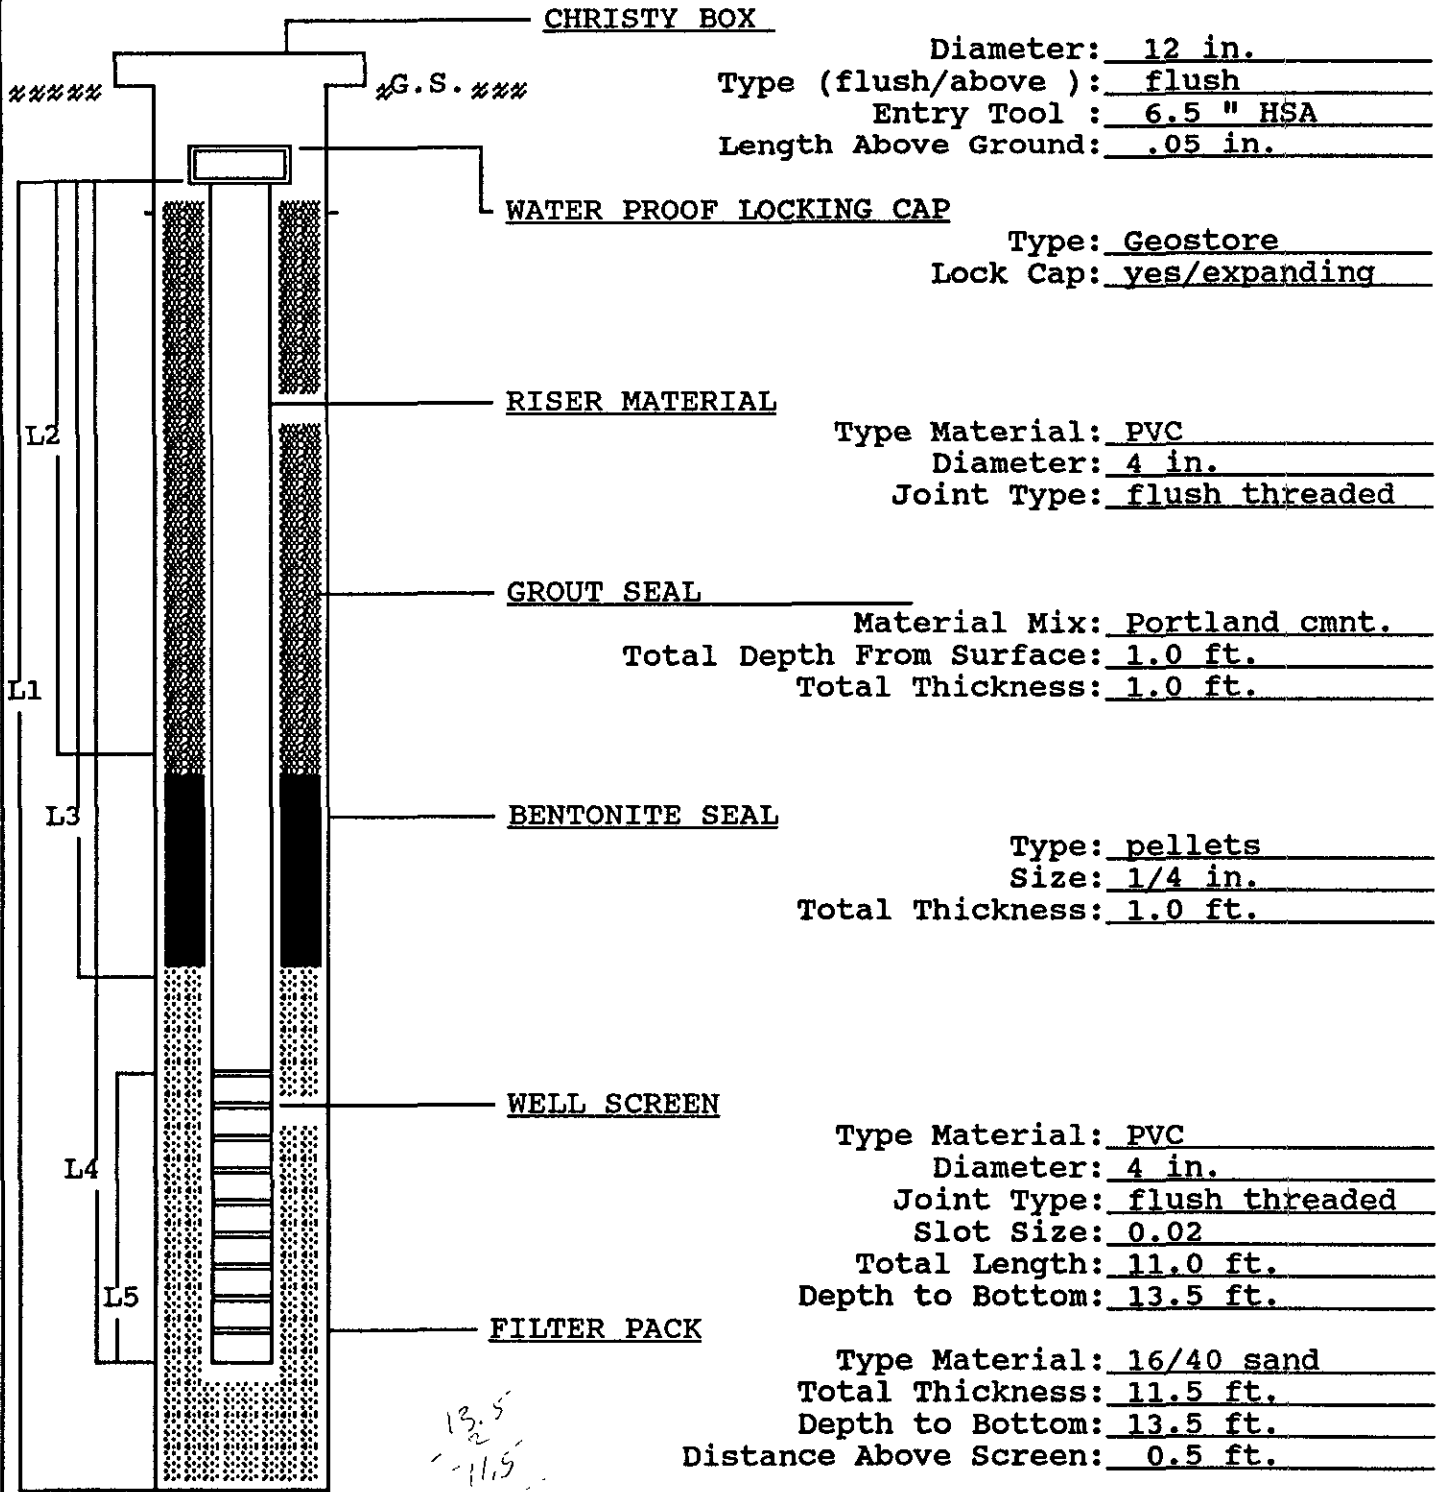 CHRISTY BOX
Diameter: 12 in.
G.S.
Type (flush/above ): flush
Entry Tool : 6.5 " HSA
Length Above Ground: .05 in.
WATER PROOF LOCKING CAP
Type: Geostore
Lock Cap: yes/expanding
RISER MATERIAL
L2
Type Material: PVC
Diameter: 4 in.
Joint Type: flush threaded
GROUT SEAL
Material Mix: Portland cmnt.
Total Depth From Surface: 1.0 ft.
L1
Total Thickness: 1.0 ft.
L3
BENTONITE SEAL
Type: pellets
Size: 1/4 in.
Total Thickness: 1.0 ft.
WELL SCREEN
Type Material: PVC
L4
Diameter: 4 in.
Joint Type: flush threaded
Slot Size: 0.02
Total Length: 11.0 ft.
L5
Depth to Bottom: 13.5 ft.
FILTER PACK
Type Material: 16/40 sand
Total Thickness: 11.5 ft.
Depth to Bottom: 13.5 ft.
Distance Above Screen: 0.5 ft.
13.5
2
11.5